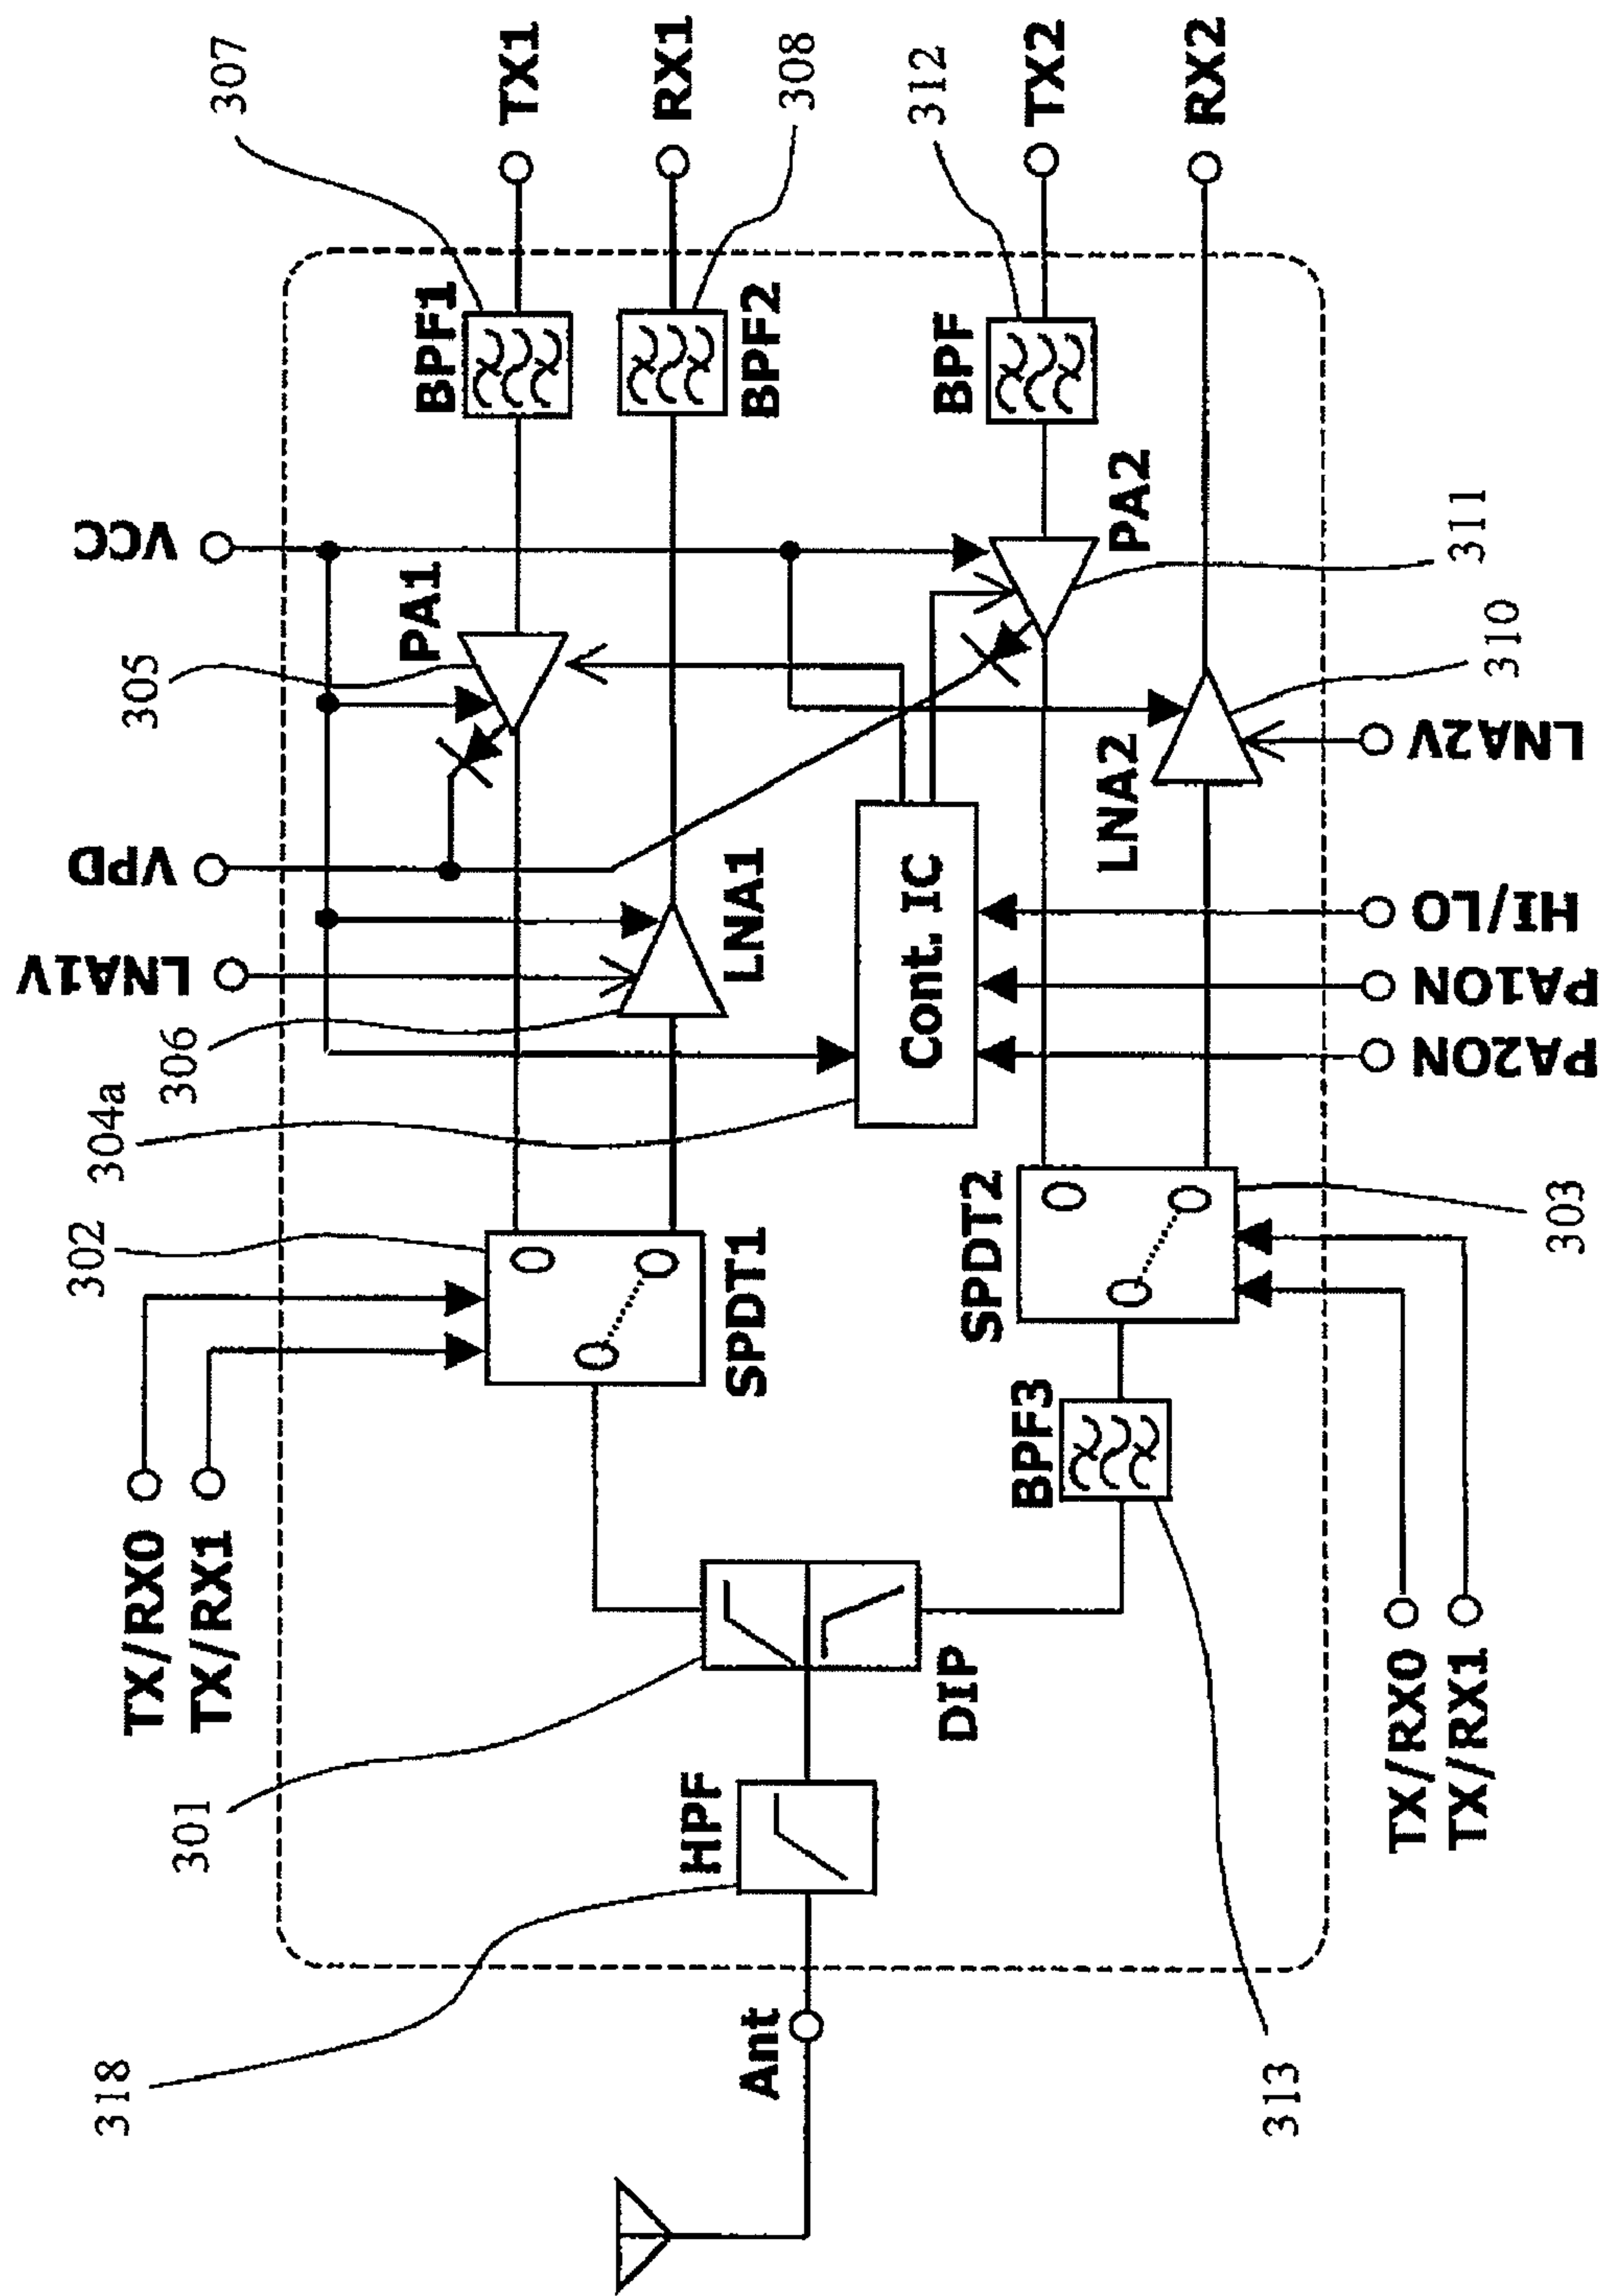 307
TX1
RX1
308
312
TX2
RX2
BPF1
BPF2
BPF
VCC
PA1
305
PA2
311
310
VPD
LNA1
LNA2
LNA2V
LNA1V
306
304a
Cont. IC
HI/LO
PA1ON
PA2ON
302
SPDT1
SPDT2
303
TX/RX0
TX/RX1
BPF3
301
DIP
TX/RX0
TX/RX1
HPF
318
Ant
313